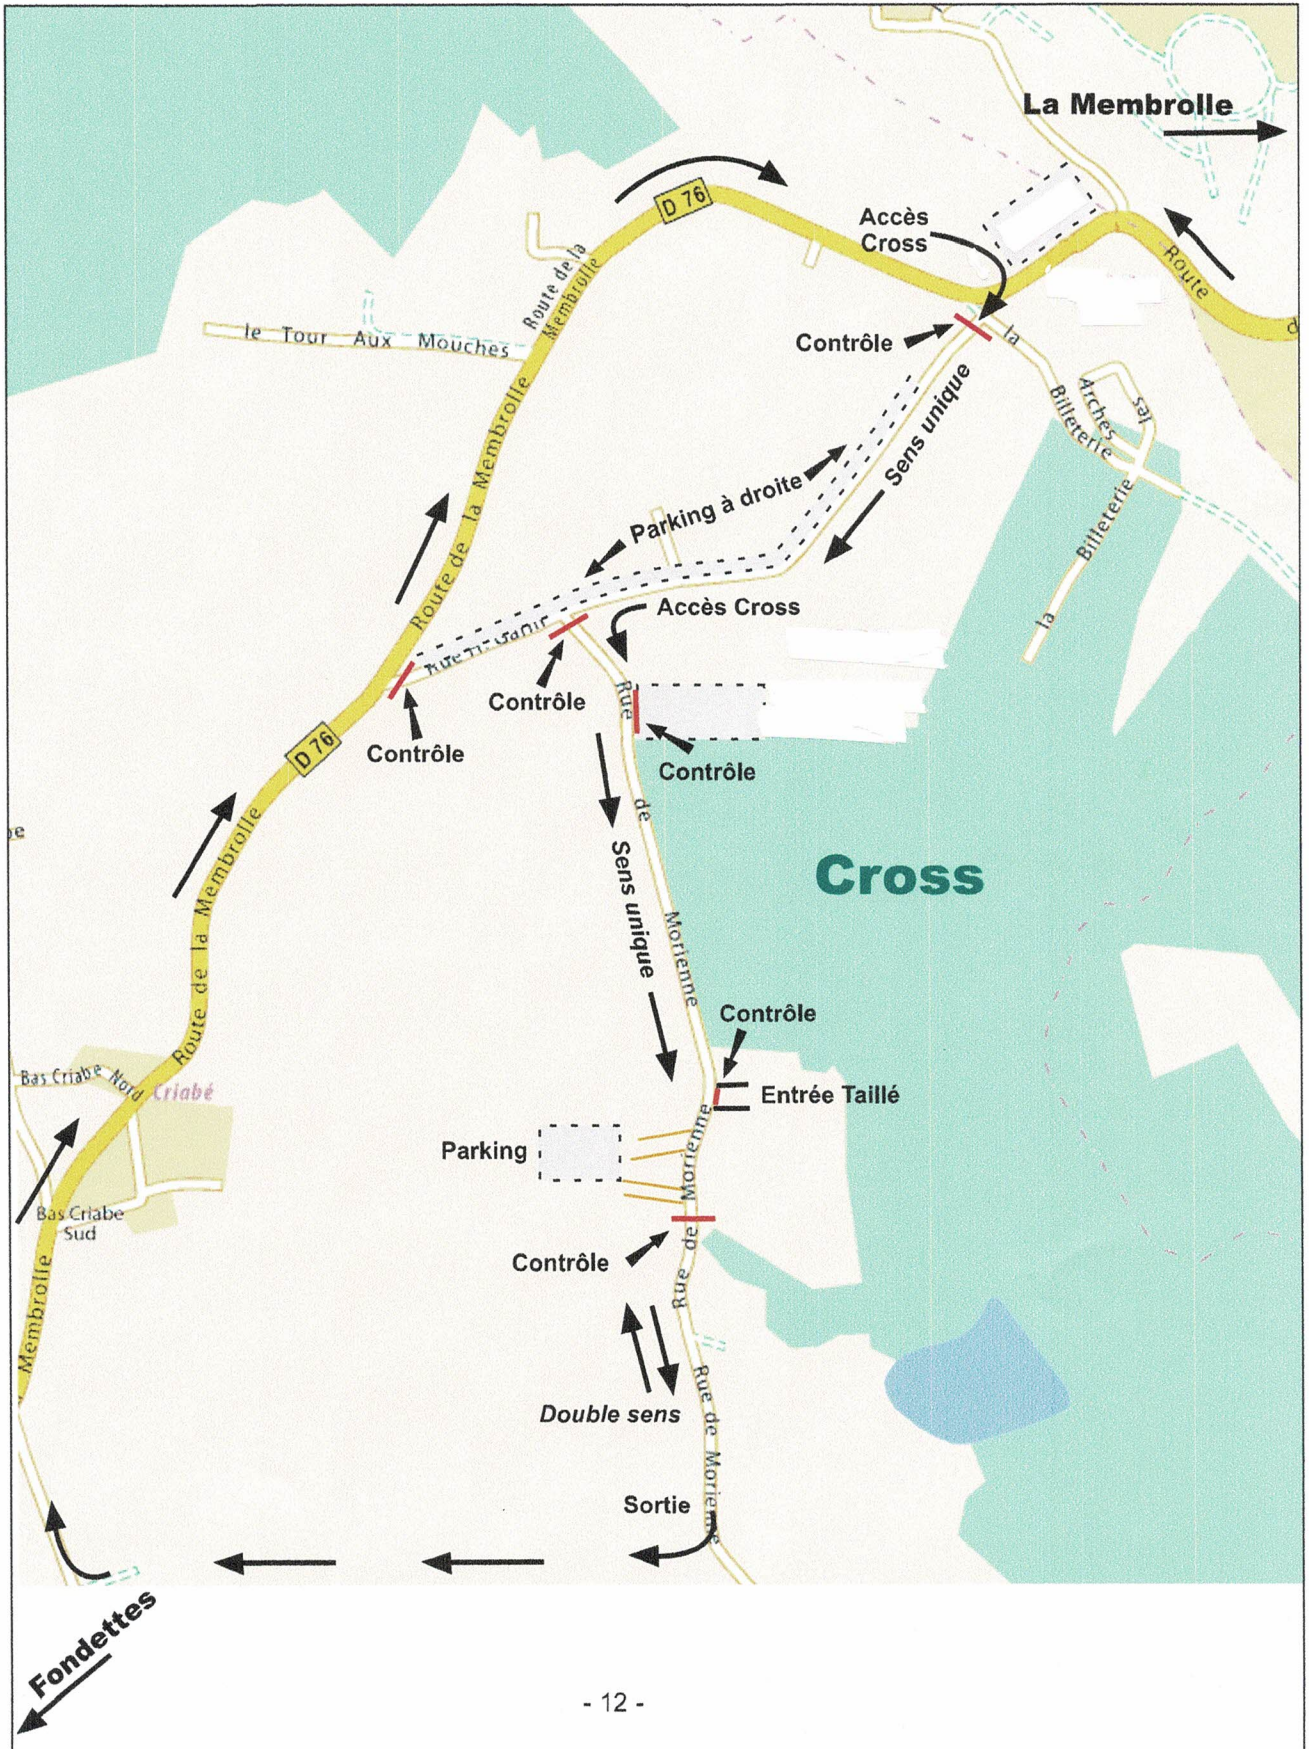 La Membrolle
D 76
Accès
Cross
Route
d
Route de la
Membrolle
le Tour Aux Mouches
Contrôle
la
Billeterie
les
Arches
Sens unique
Parking à droite
Route de la Membrolle
la Billeterie
Accès Cross
Rue
Contrôle
Contrôle
D 76
Contrôle
Rue de Morienne
Route de la Membrolle
Sens unique
Cross
Contrôle
Bas Criabe Nord
Criabé
Entrée Taillé
Parking
Rue de Morienne
Bas Criabe
Sud
Contrôle
Membrolle
Double sens
Rue de Morienne
Sortie
Fondettes
- 12 -